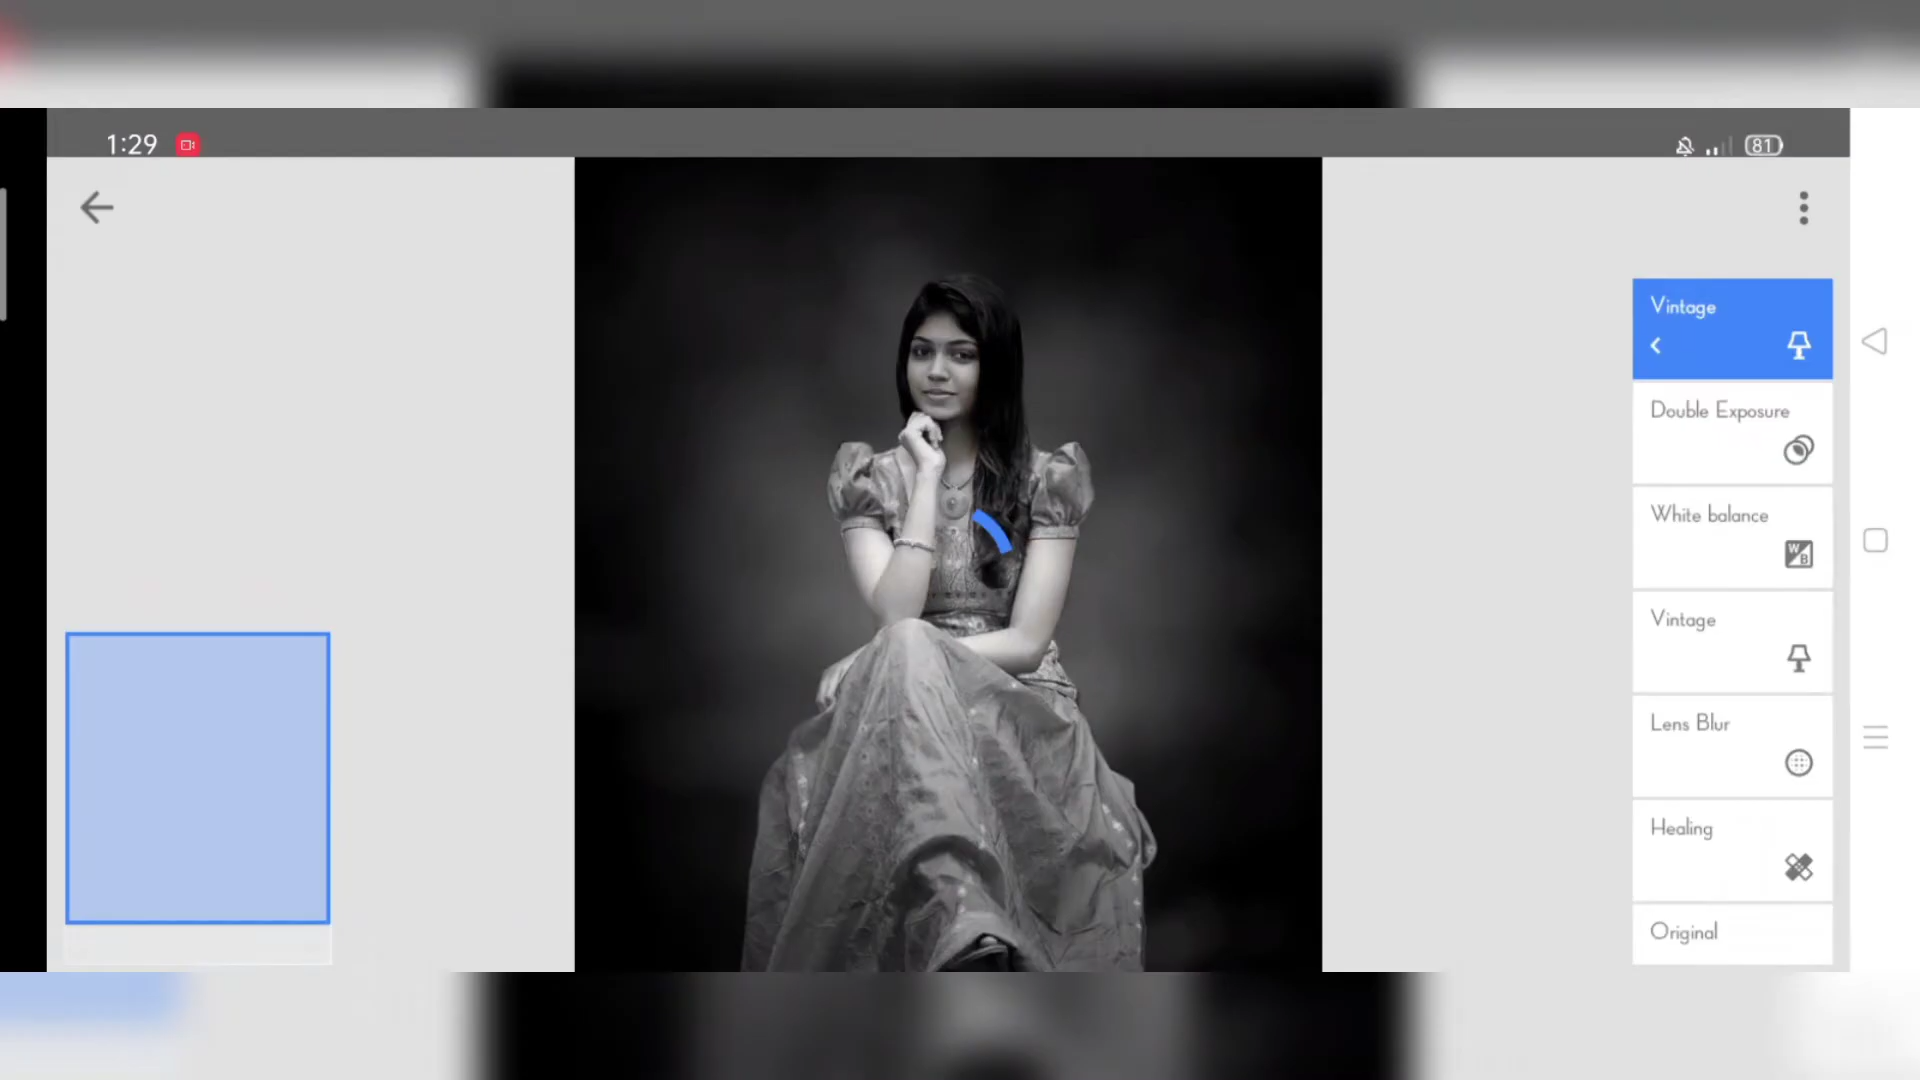 1:29
81
Vintage
Double Exposure
White balance
W
B
Vintage
Lens Blur
Healing
Original